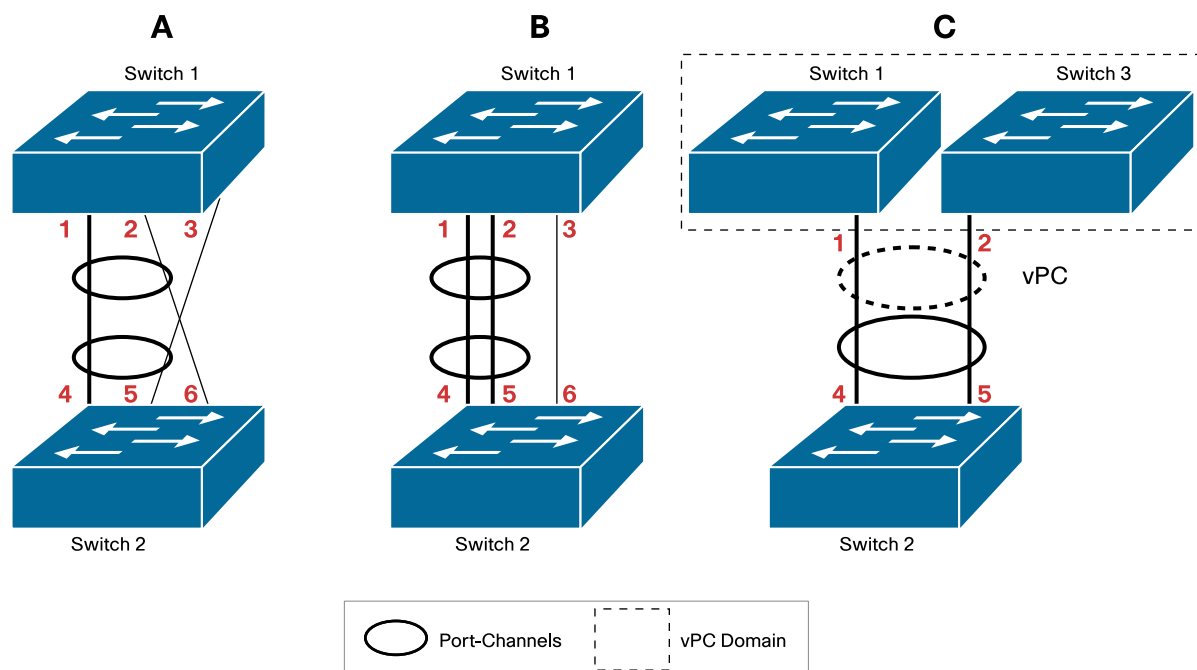 A
B
C
Switch 1
Switch 1
Switch 1
Switch 3
1 2 3
1 2 3
1 2
vPC
4 5 6
4 5 6
4 5
Switch 2
Switch 2
Switch 2
Port-Channels
vPC Domain